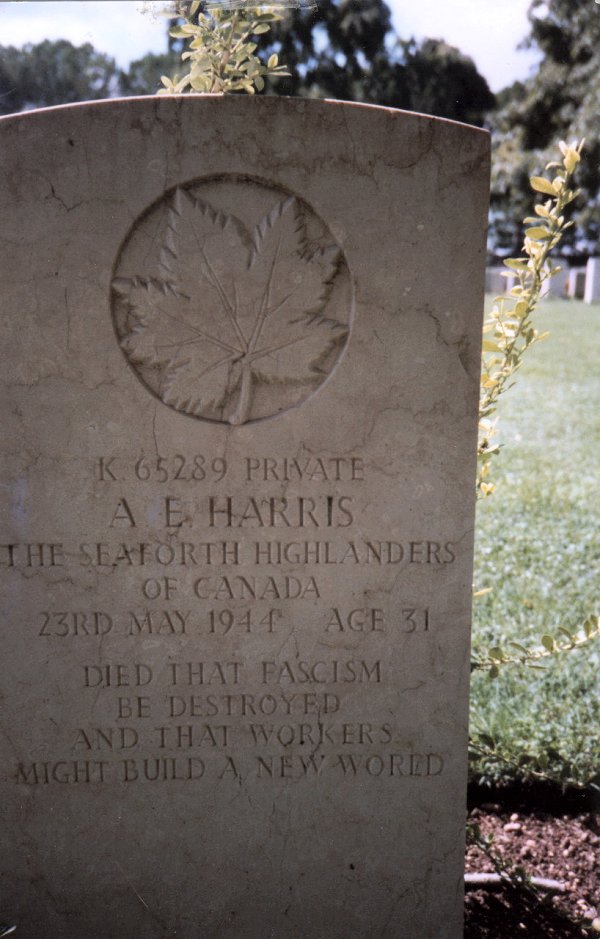 K 65289 PRIVATE
A E HARRIS
THE SEAFORTH HIGHLANDERS
OF CANADA
23RD MAY 1944 AGE 31
DIED THAT FASCISM
BE DESTROYED
AND THAT WORKERS
MIGHT BUILD A NEW WORLD